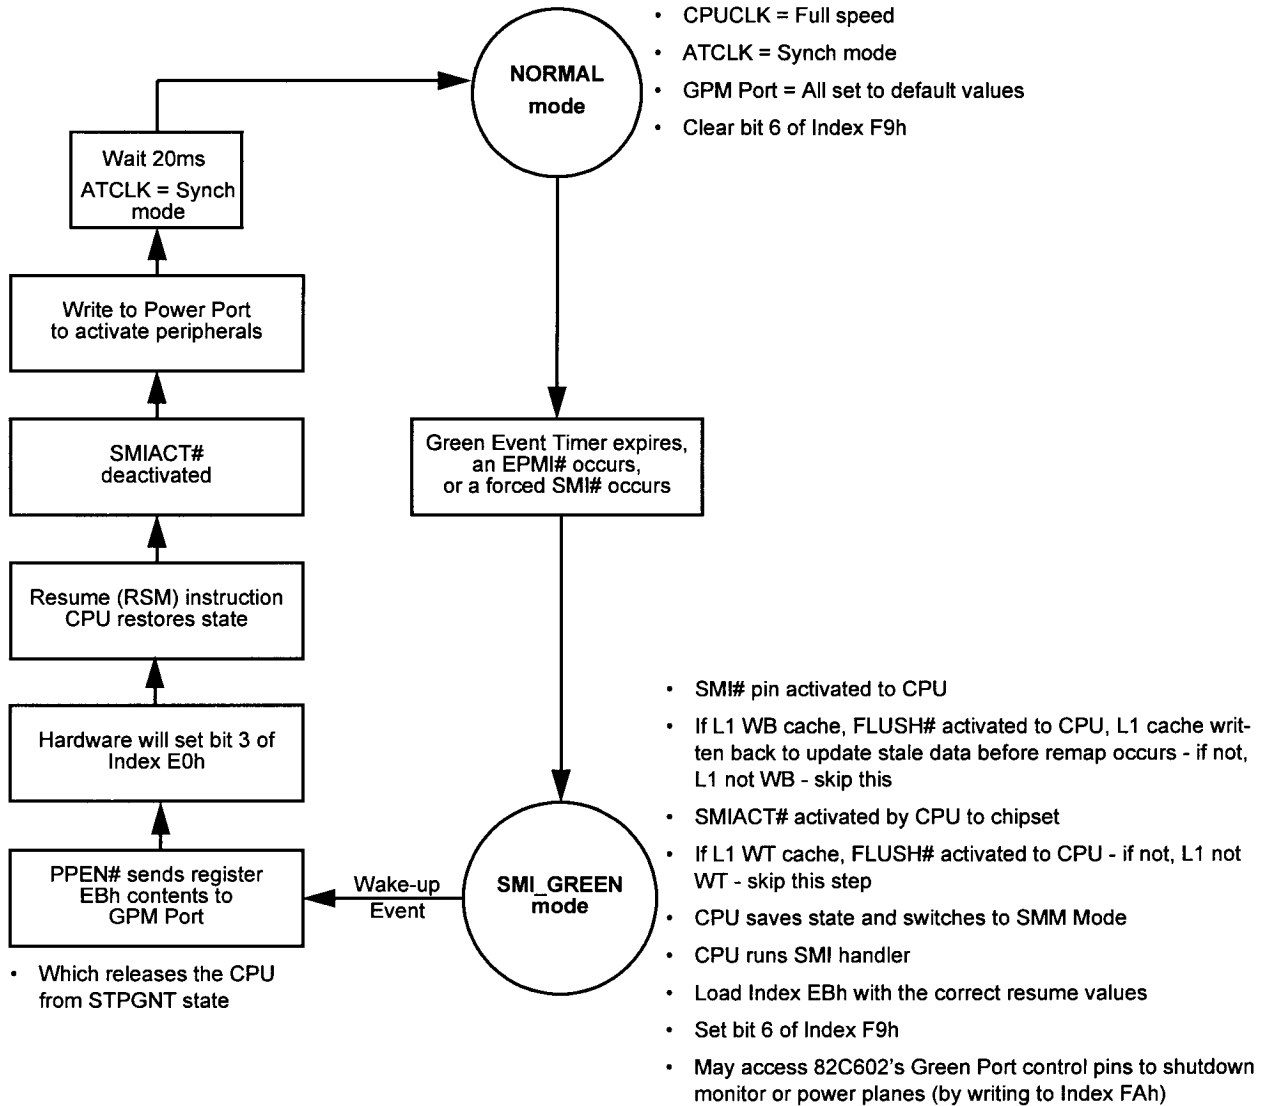 NORMAL
mode
• CPUCLK = Full speed
• ATCLK = Synch mode
• GPM Port = All set to default values
• Clear bit 6 of Index F9h
Wait 20ms
ATCLK = Synch
mode
Write to Power Port
to activate peripherals
SMIACT#
deactivated
Resume (RSM) instruction
CPU restores state
Hardware will set bit 3 of
Index E0h
PPEN# sends register
EBh contents to
GPM Port
• Which releases the CPU
from STPGNT state
Green Event Timer expires,
an EPMI# occurs,
or a forced SMI# occurs
Wake-up
Event
SMI_GREEN
mode
• SMI# pin activated to CPU
• If L1 WB cache, FLUSH# activated to CPU, L1 cache writ-
ten back to update stale data before remap occurs - if not,
L1 not WB - skip this
• SMIACT# activated by CPU to chipset
• If L1 WT cache, FLUSH# activated to CPU - if not, L1 not
WT - skip this step
• CPU saves state and switches to SMM Mode
• CPU runs SMI handler
• Load Index EBh with the correct resume values
• Set bit 6 of Index F9h
• May access 82C602's Green Port control pins to shutdown
monitor or power planes (by writing to Index FAh)